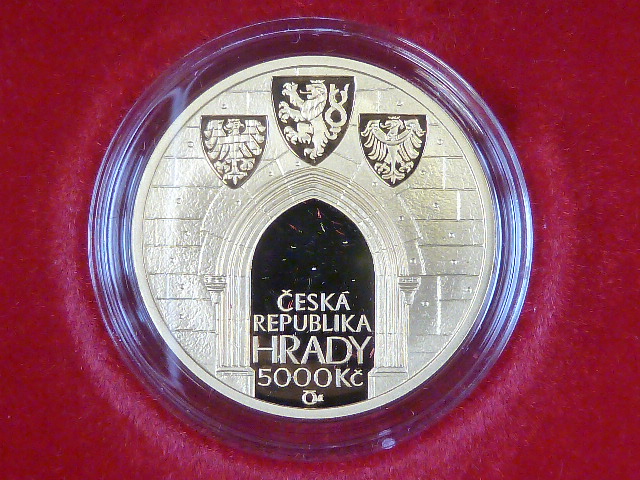 ČESKÁ
REPUBLIKA
HRADY
5000 Kč